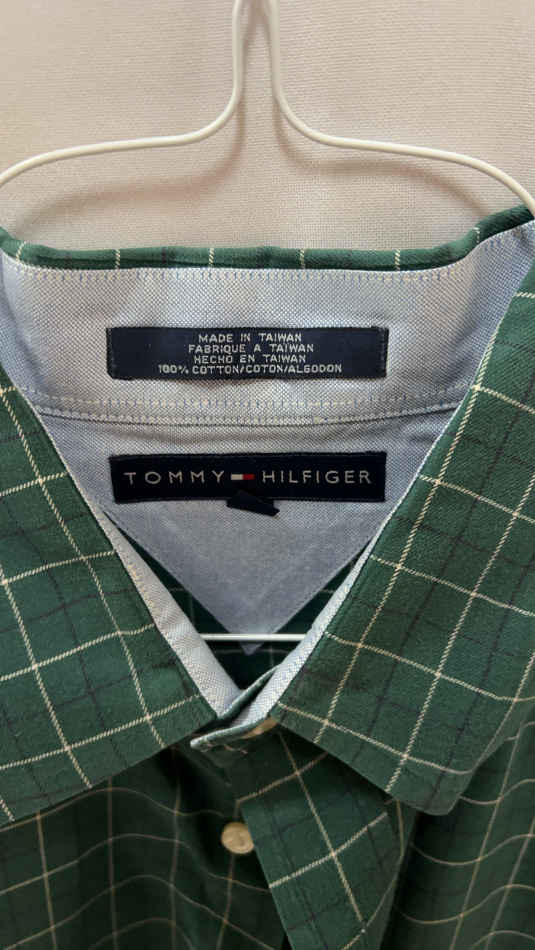 MADE IN TAIWAN
FABRIQUE A TAIWAN
HECHO EN TAIWAN
100% COTTON/COTON/ALGODON
TOMMY HILFIGER